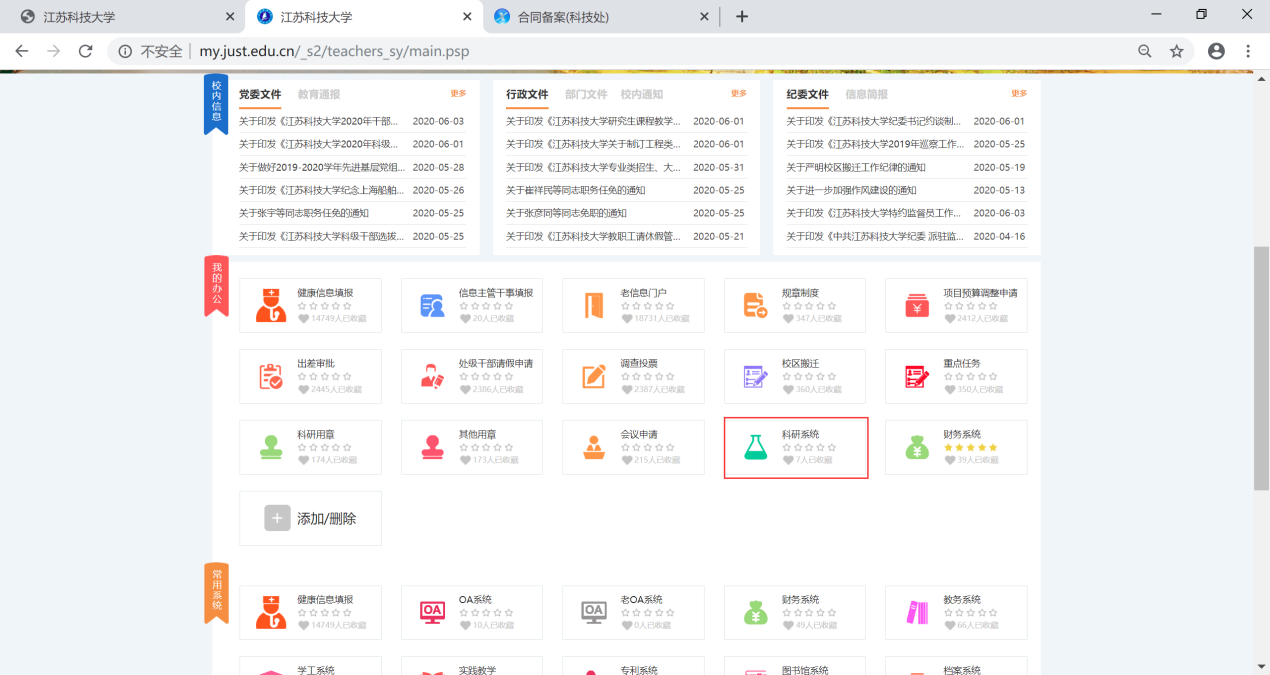 江苏科技大学
江苏科技大学
合同备案(科技处)
不安全
my.just.edu.cn/_s2/teachers_sy/main.psp
校内信息
党委文件 教育通报 更多
关于印发《江苏科技大学2020年干部... 2020-06-03
关于印发《江苏科技大学2020年科级... 2020-06-01
关于做好2019-2020学年先进基层党组... 2020-05-28
关于印发《江苏科技大学纪念上海船舶... 2020-05-26
关于张宇等同志职务任免的通知 2020-05-25
关于印发《江苏科技大学科级干部选拔... 2020-05-25
行政文件 部门文件 校内通知 更多
关于印发《江苏科技大学研究生课程教学... 2020-06-01
关于印发《江苏科技大学关于制订工程类... 2020-06-01
关于印发《江苏科技大学专业类招生、大... 2020-05-31
关于崔祥民等同志职务任免的通知 2020-05-25
关于张彦同等同志免职的通知 2020-05-25
关于印发《江苏科技大学教职工请休假管... 2020-05-21
纪委文件 信息简报 更多
关于印发《江苏科技大学纪委书记约谈制... 2020-06-01
关于印发《江苏科技大学2019年巡察工作... 2020-05-25
关于严明校区搬迁工作纪律的通知 2020-05-19
关于进一步加强作风建设的通知 2020-05-13
关于印发《江苏科技大学特约监督员工作... 2020-06-03
关于印发《中共江苏科技大学纪委 派驻监... 2020-04-16
我的办公
健康信息填报
14749人已收藏
信息主管干事填报
20人已收藏
老信息门户
18731人已收藏
规章制度
347人已收藏
项目预算调整申请
2412人已收藏
出差审批
2445人已收藏
处级干部请假申请
2386人已收藏
调查投票
2387人已收藏
校区搬迁
360人已收藏
重点任务
350人已收藏
科研用章
174人已收藏
其他用章
173人已收藏
会议申请
215人已收藏
科研系统
7人已收藏
财务系统
39人已收藏
添加/删除
常用系统
健康信息填报
14749人已收藏
OA
OA系统
10人已收藏
OA
老OA系统
0人已收藏
财务系统
49人已收藏
教务系统
66人已收藏
学工系统
实践教学
专利系统
图书馆系统
档案系统